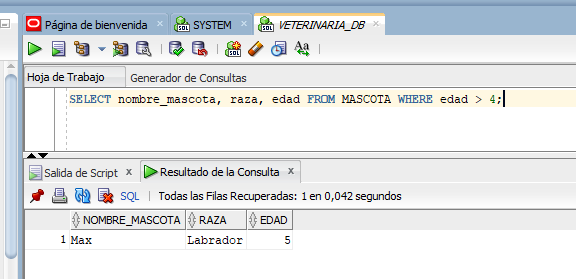 Página de bienvenida x SYSTEM x VETERINARIA_DB x
SQL Aa
Hoja de Trabajo Generador de Consultas
SELECT nombre_mascota, raza, edad FROM MASCOTA WHERE edad > 4;
Salida de Script x Resultado de la Consulta x
SQL Todas las Filas Recuperadas: 1 en 0,042 segundos
NOMBRE_MASCOTA RAZA EDAD
1 Max Labrador 5